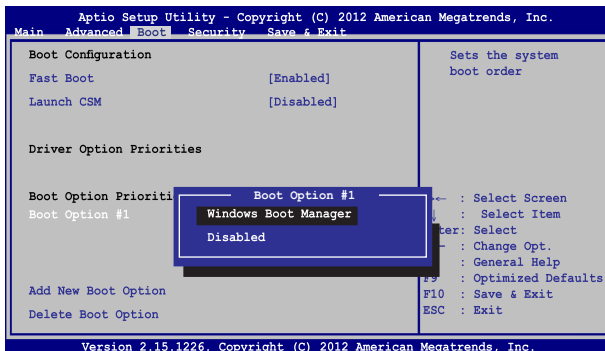 Aptio Setup Utility - Copyright (C) 2012 American Megatrends, Inc.
Main Advanced Boot Security Save & Exit
Boot Configuration
Fast Boot [Enabled]
Launch CSM [Disabled]
Driver Option Priorities
Boot Option Prioriti
Boot Option #1
Boot Option #1
Windows Boot Manager
Disabled
Add New Boot Option
Delete Boot Option
Sets the system
boot order
: Select Screen
: Select Item
ter: Select
: Change Opt.
: General Help
F9 : Optimized Defaults
F10 : Save & Exit
ESC : Exit
Version 2.15.1226. Copyright (C) 2012 American Megatrends, Inc.